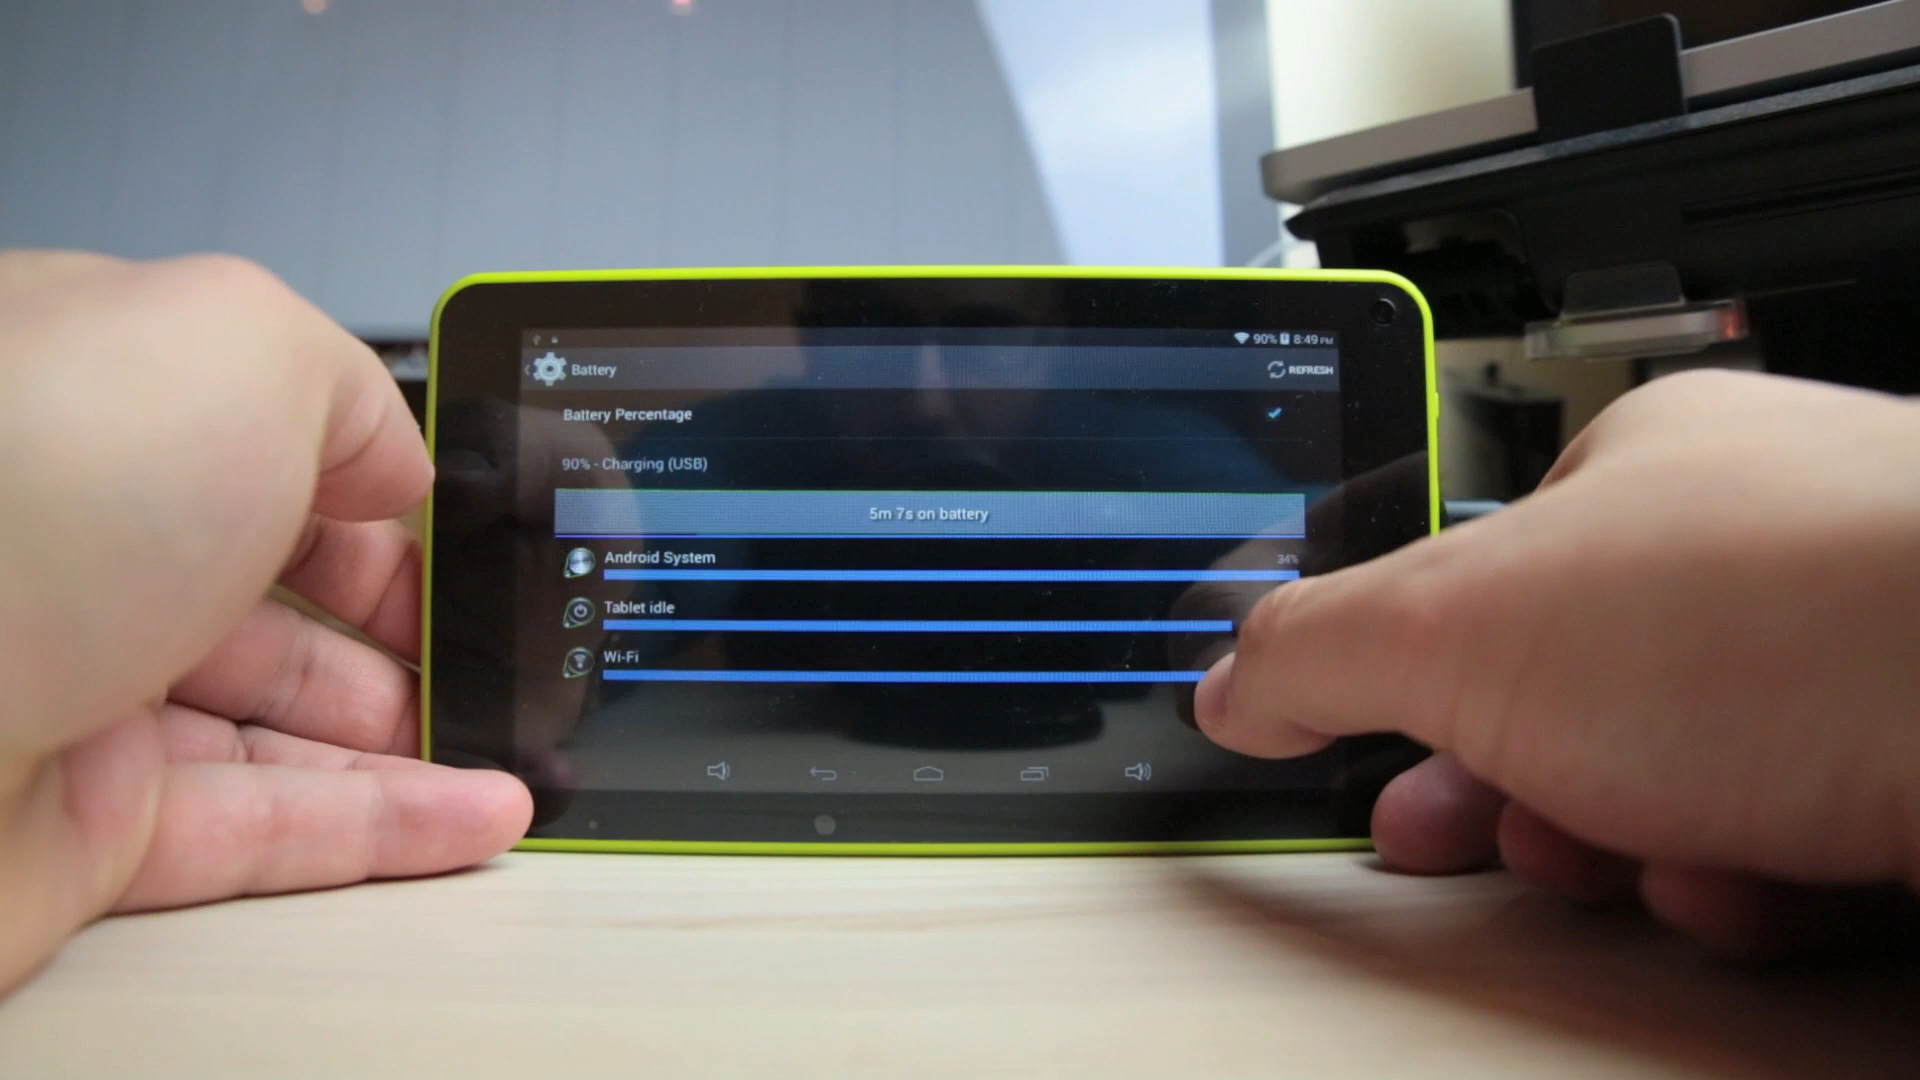 90% 8:49 PM
Battery REFRESH
Battery Percentage
90% - Charging (USB)
5m 7s on battery
Android System 34%
Tablet idle
Wi-Fi